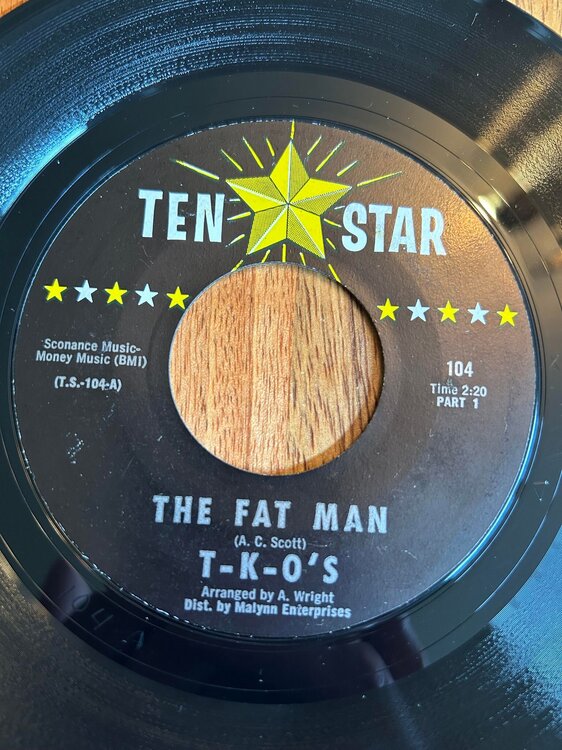 TEN STAR
Sconance Music-
Money Music (BMI)
(T.S.-104-A)
104
Time 2:20
PART 1
THE FAT MAN
(A. C. Scott)
T-K-O'S
Arranged by A. Wright
Dist. by Malynn Enterprises
104 A